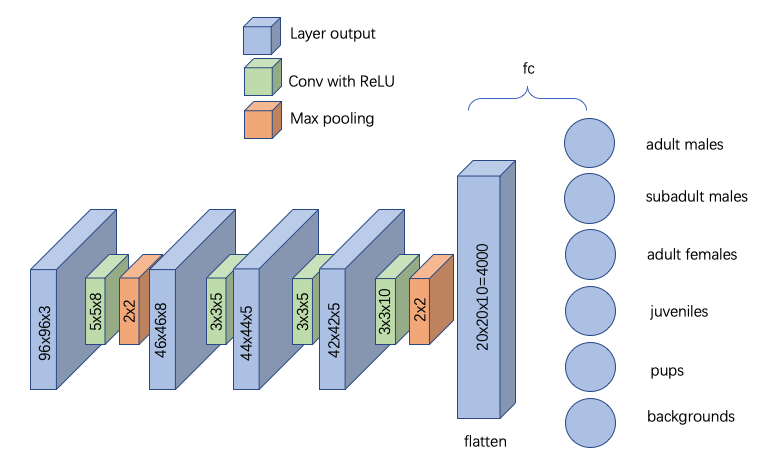 Layer output
Conv with ReLU
Max pooling
fc
96x96x3
5x5x8
2x2
46x46x8
3x3x5
44x44x5
3x3x5
42x42x5
3x3x10
2x2
20x20x10=4000
flatten
adult males
subadult males
adult females
juveniles
pups
backgrounds